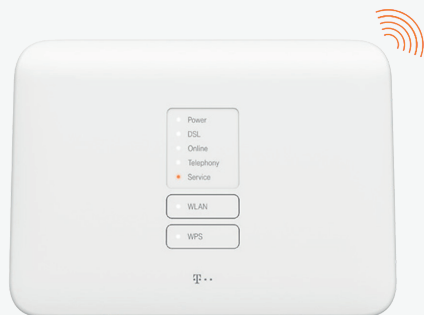 Power
DSL
Online
Telephony
Service
WLAN
WPS
T··